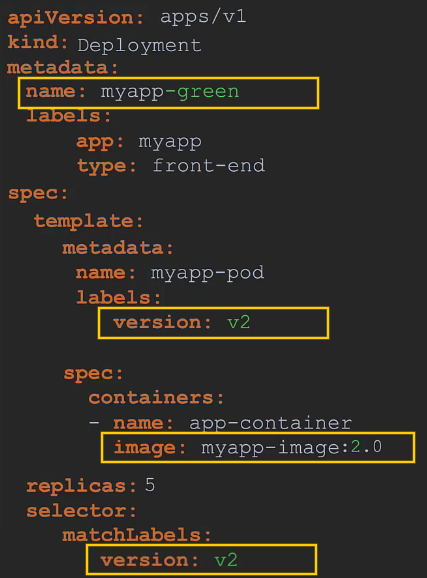 apiVersion: apps/v1
kind: Deployment
metadata:
name: myapp-green
labels:
app: myapp
type: front-end
spec:
template:
metadata:
name: myapp-pod
labels:
version: v2
spec:
containers:
- name: app-container
image: myapp-image:2.0
replicas: 5
selector:
matchLabels:
version: v2